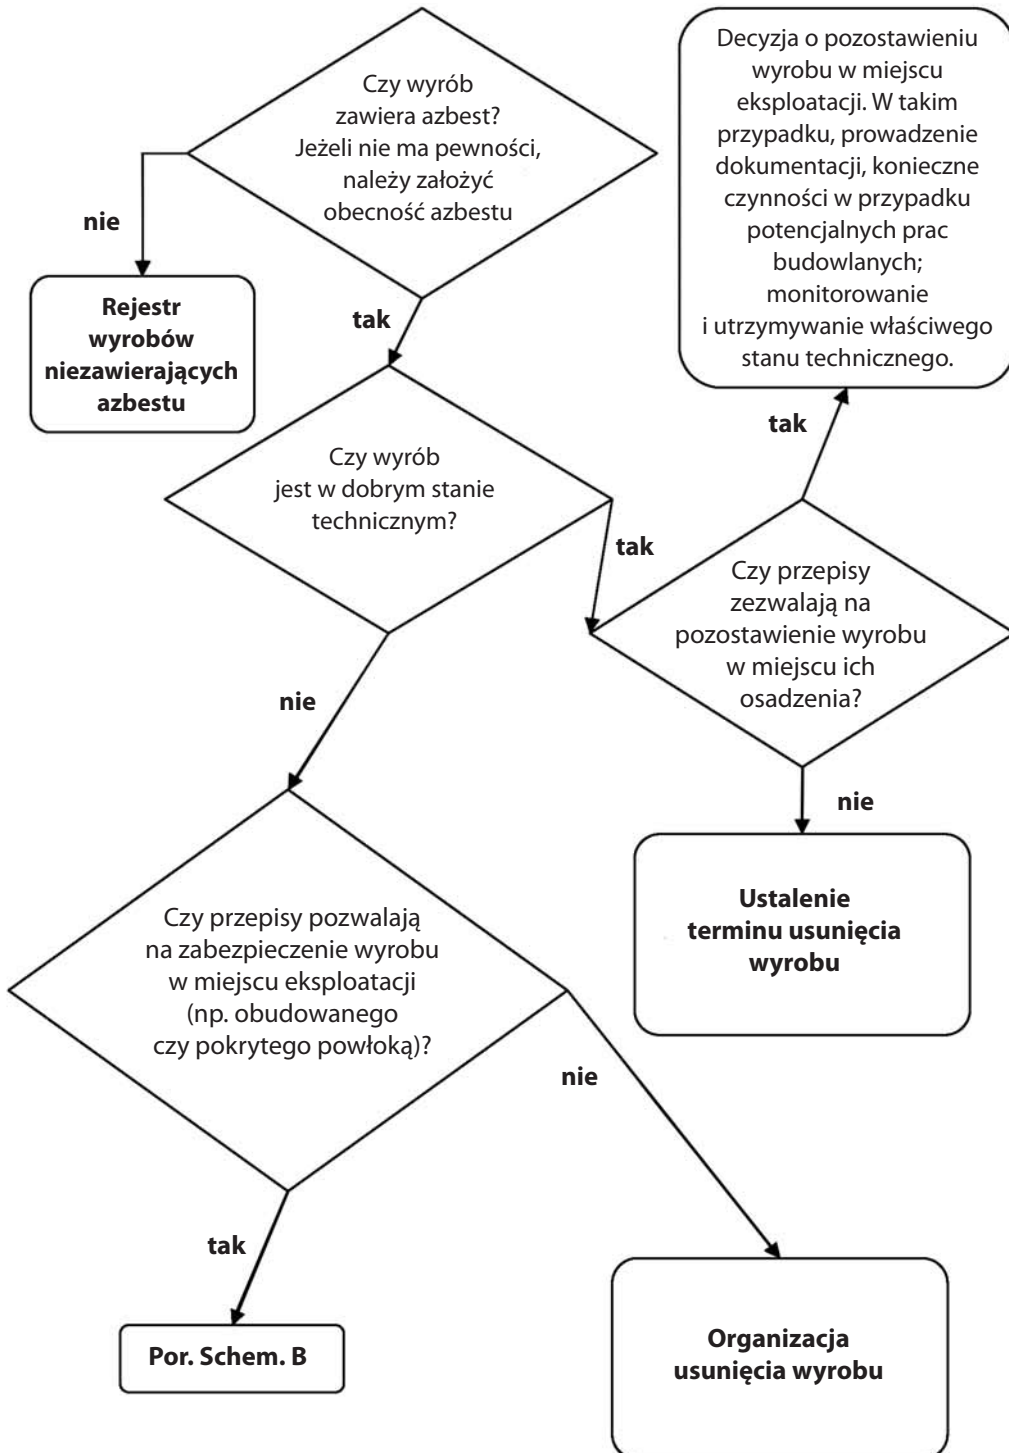 Czy wyrób
zawiera azbest?
Jeżeli nie ma pewności,
należy założyć
obecność azbestu
nie
Rejestr
wyrobów
niezawierających
azbestu
tak
Decyzja o pozostawieniu
wyrobu w miejscu
eksploatacji. W takim
przypadku, prowadzenie
dokumentacji, konieczne
czynności w przypadku
potencjalnych prac
budowlanych;
monitorowanie
i utrzymywanie właściwego
stanu technicznego.
tak
Czy wyrób
jest w dobrym stanie
technicznym?
tak
Czy przepisy
zezwalają na
pozostawienie wyrobu
w miejscu ich
osadzenia?
nie
nie
Ustalenie
terminu usunięcia
wyrobu
Czy przepisy pozwalają
na zabezpieczenie wyrobu
w miejscu eksploatacji
(np. obudowanego
czy pokrytego powłoką)?
nie
tak
Por. Schem. B
Organizacja
usunięcia wyrobu